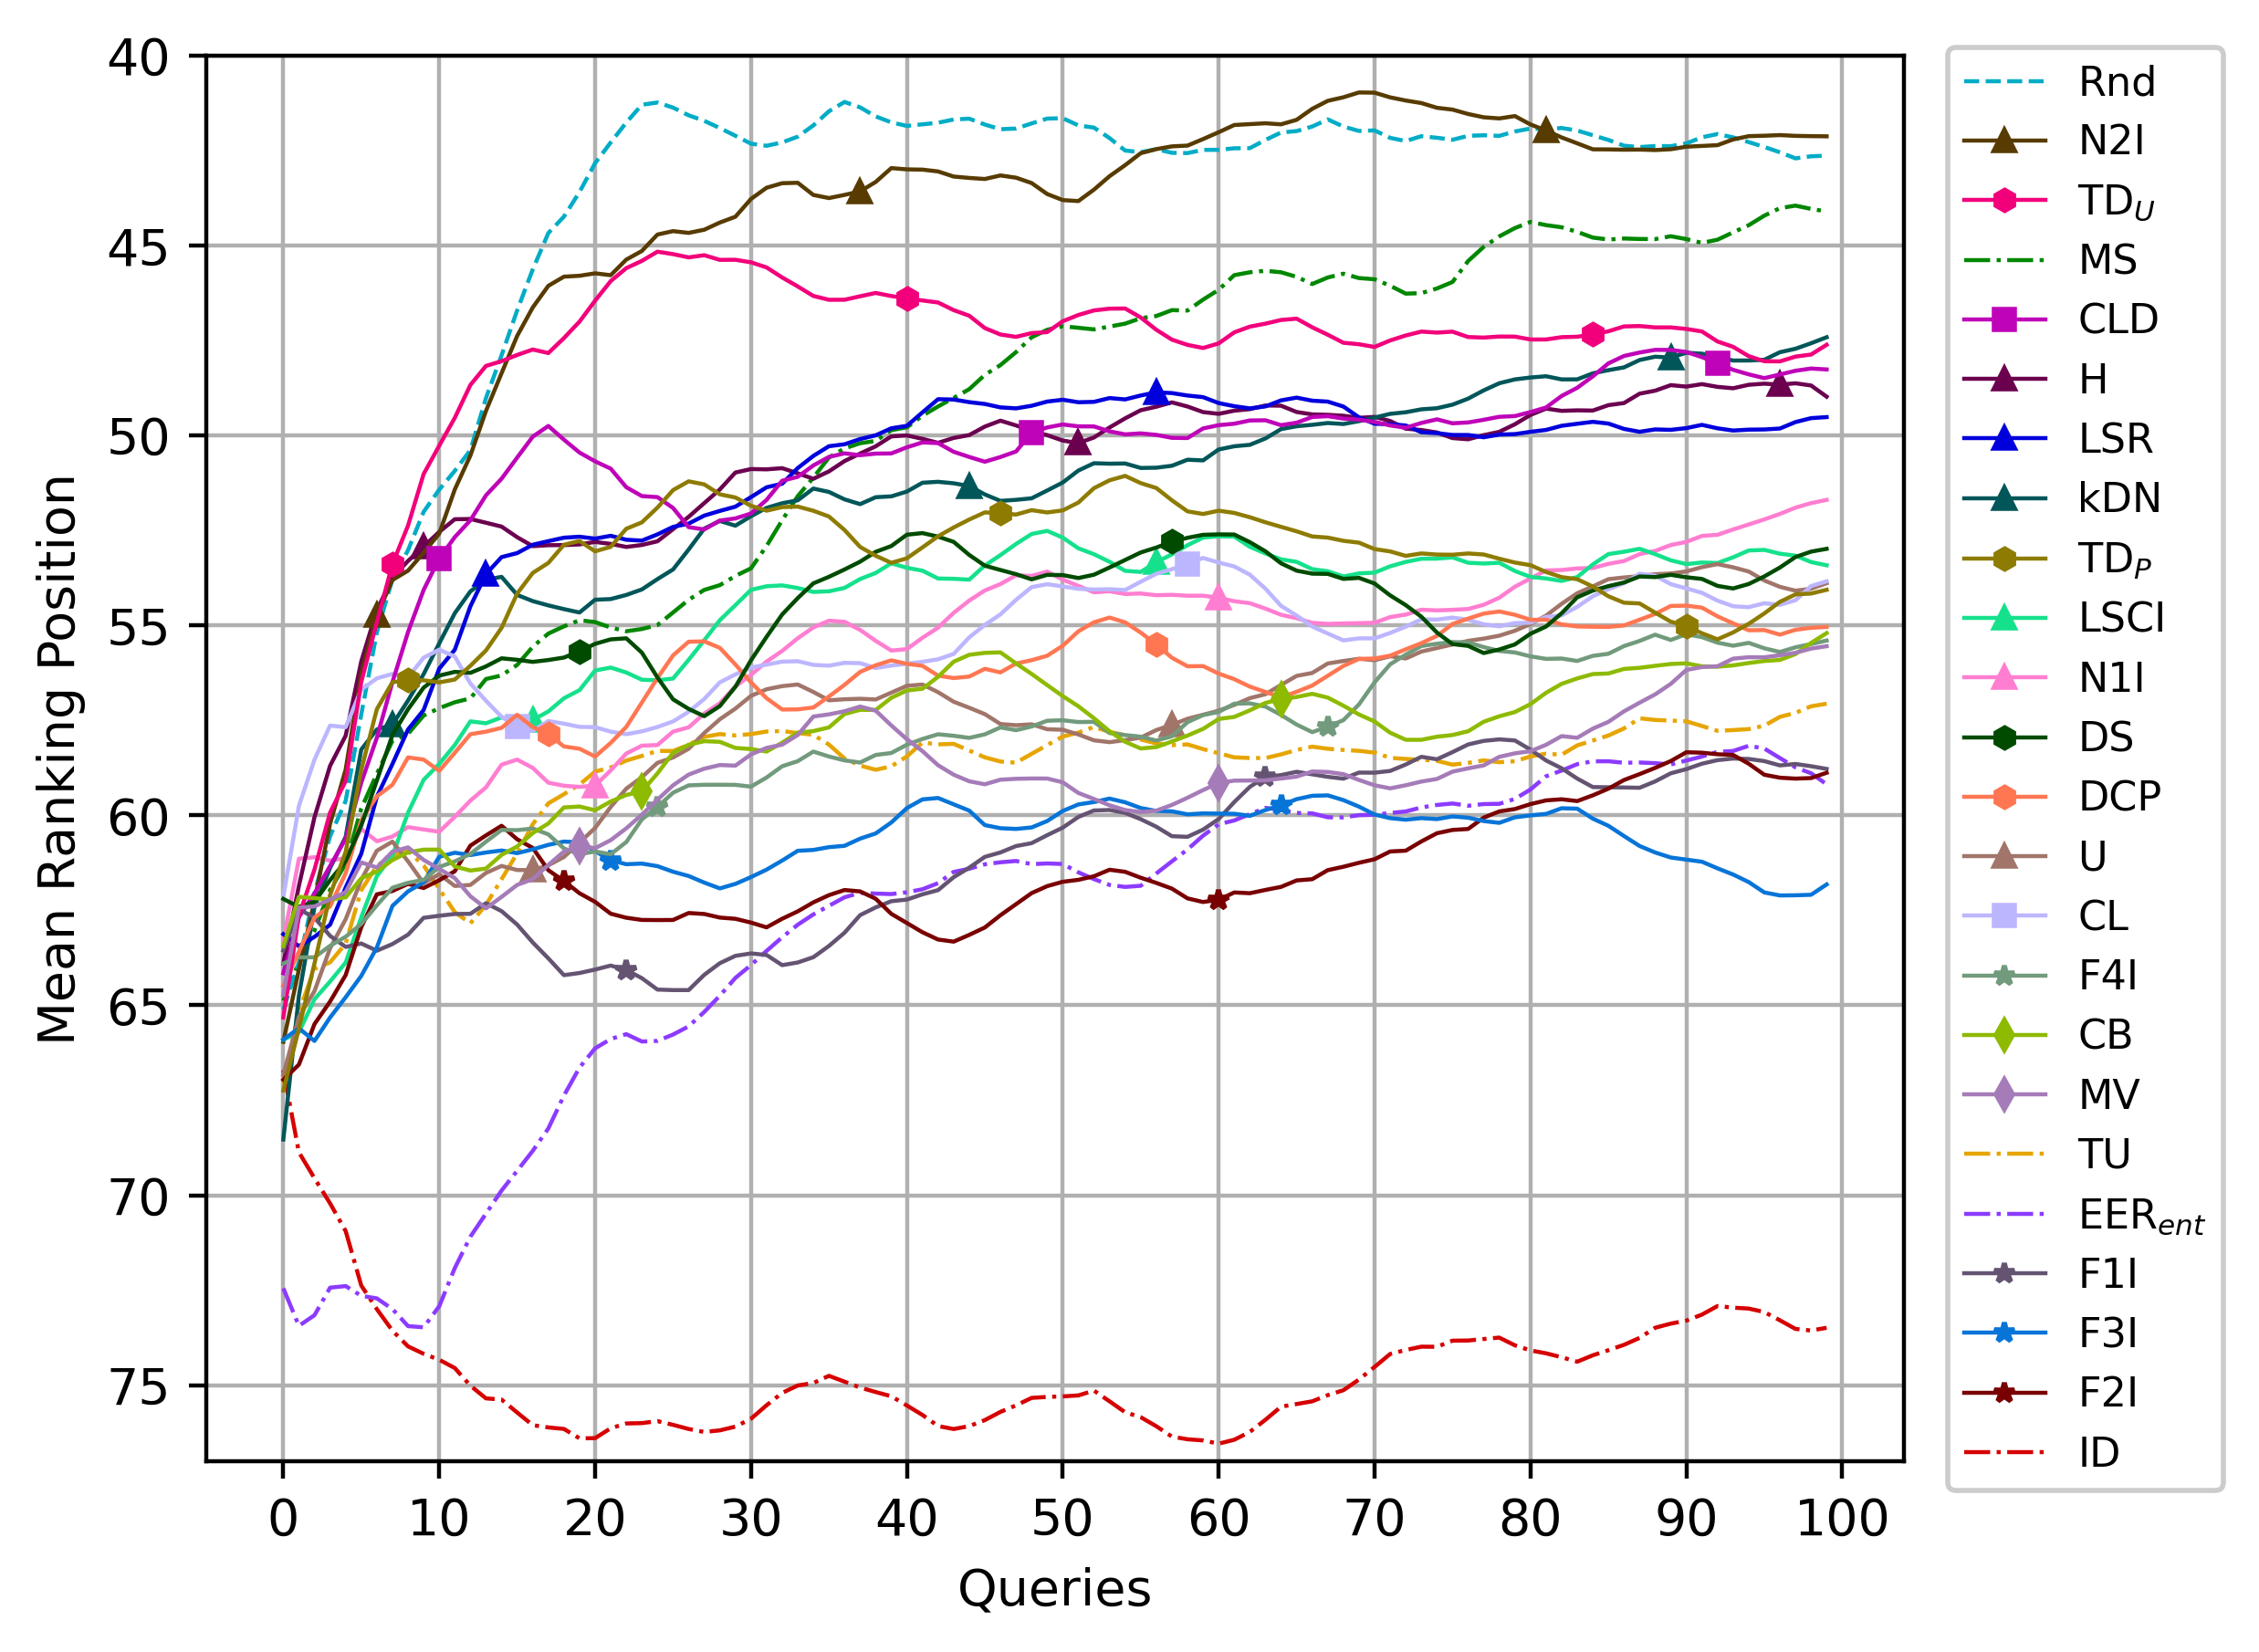 Mean Ranking Position
40
45
50
55
60
65
70
75
0 10 20 30 40 50 60 70 80 90 100
Queries
Rnd
N2I
TD_U
MS
CLD
H
LSR
kDN
TD_P
LSCI
N1I
DS
DCP
U
CL
F4I
CB
MV
TU
EER_ent
F1I
F3I
F2I
ID